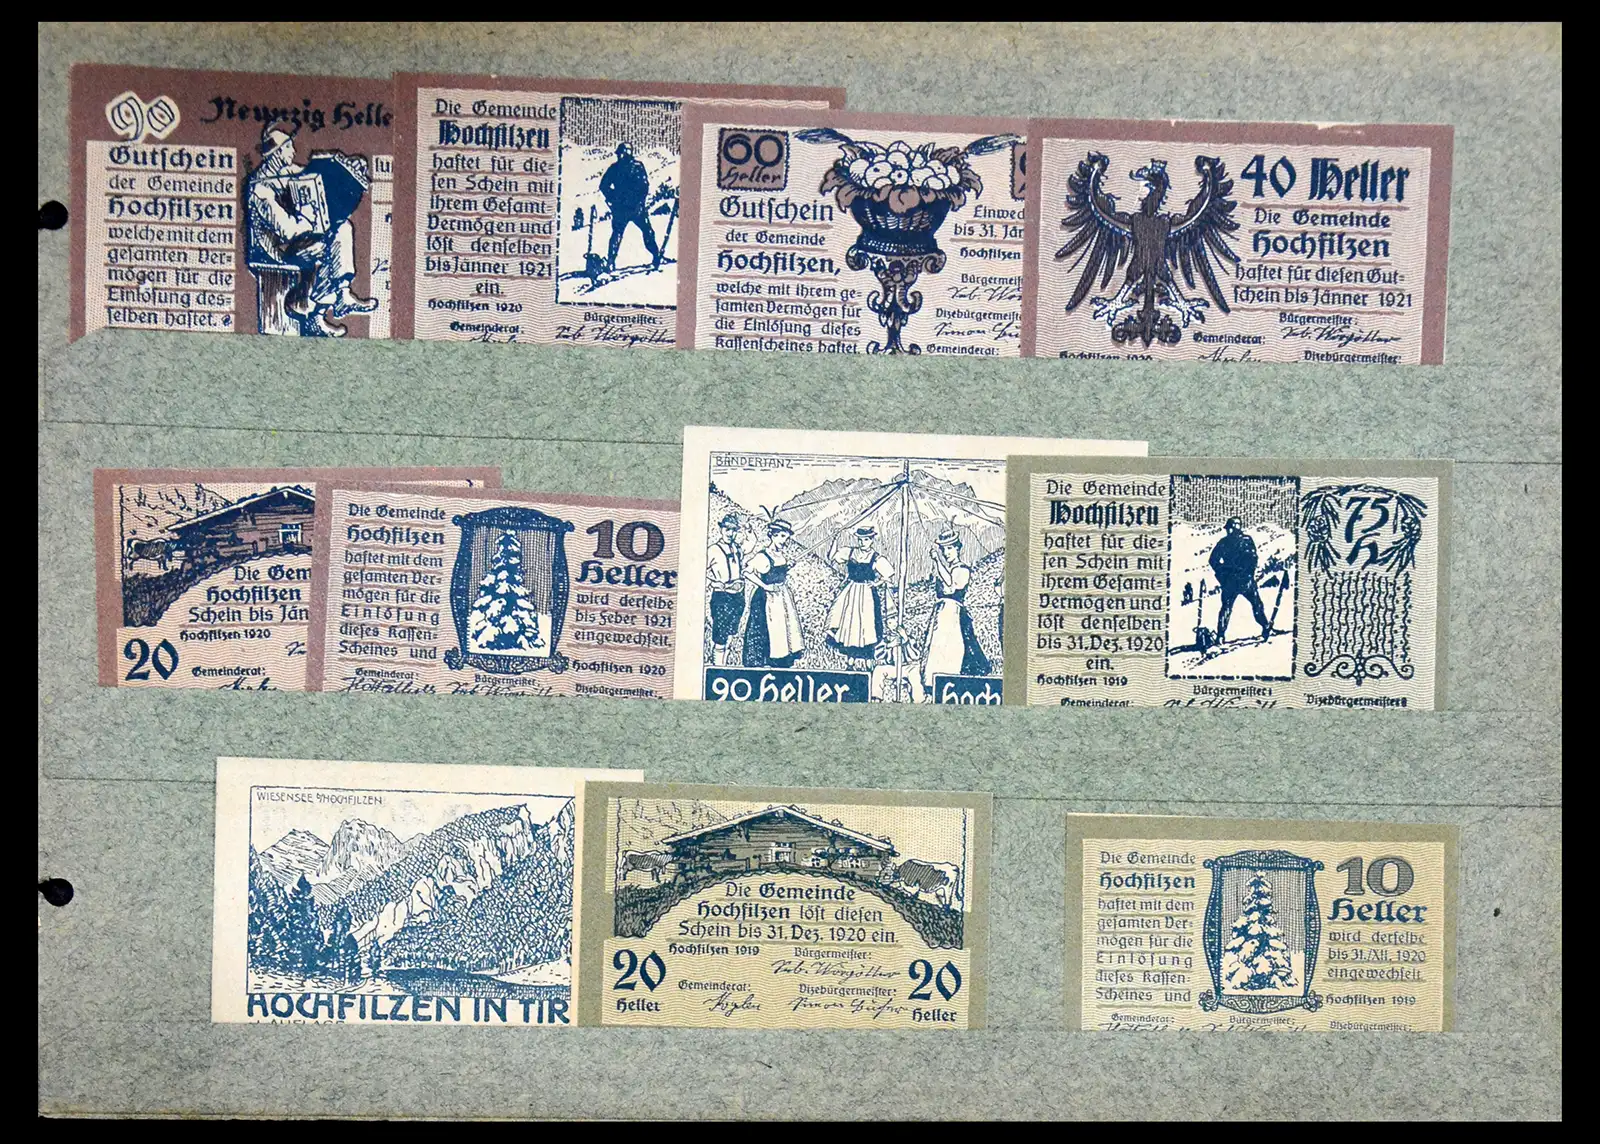 90 Neunzig Helle
Gutschein
der Gemeinde
Hochfilzen
welche mit dem
gesamten Ver-
mögen für die
Einlösung des-
selben haftet.
Die Gemeinde
Hochfilzen
haftet für die-
sen Schein mit
ihrem Gesamt-
Vermögen und
löst denselben
bis Jänner 1921
ein.
Hochfilzen 1920
Bürgermeister:
Gemeinderat:
60
Heller
Gutschein
der Gemeinde
Hochfilzen,
welche mit ihrem ge-
samten Vermögen für
die Einlösung dieses
Kassenscheines haftet.
Einwec
bis 31. Jän
Hochfilzen
Bürgermeis
Vizebürgermeist
Gemeinderat:
40 Heller
Die Gemeinde
Hochfilzen
haftet für diesen Gut-
schein bis Jänner 1921
Bürgermeister:
Gemeinderat:
Vizebürgermeister:
Hochfilzen 1920
Die Gem
Hochfilzen
Schein bis Jän
Hochfilzen 1920
20
Gemeinderat:
Die Gemeinde
Hochfilzen
haftet mit dem
gesamten Ver-
mögen für die
Einlösung
dieses Kassen-
Scheines und
10
Heller
wird derselbe
bis Feber 1921
eingewechselt.
Hochfilzen 1920
Gemeinderat:
Bürgermeister:
Vizebürgermeister:
BÄNDERTANZ
90 Heller
Hoch
Die Gemeinde
Hochfilzen
haftet für die-
sen Schein mit
ihrem Gesamt-
Vermögen und
löst denselben
bis 31. Dez. 1920
ein.
Hochfilzen 1919
75
h
Bürgermeister
Gemeinderat:
Vizebürgermeister
WIESENSEE b/HOCHFILZEN
HOCHFILZEN IN TIR
AUFLAGE
Die Gemeinde
Hochfilzen löst diesen
Schein bis 31. Dez. 1920 ein.
Hochfilzen 1919
Bürgermeister:
20
Heller
Gemeinderat:
Vizebürgermeister:
20
Heller
Die Gemeinde
Hochfilzen
haftet mit dem
gesamten Ver-
mögen für die
Einlösung
dieses Kassen-
Scheines und
10
Heller
wird derselbe
bis 31./XII. 1920
eingewechselt.
Hochfilzen 1919
Gemeinderat:
Bürgermeister:
Vizebürgermeister: